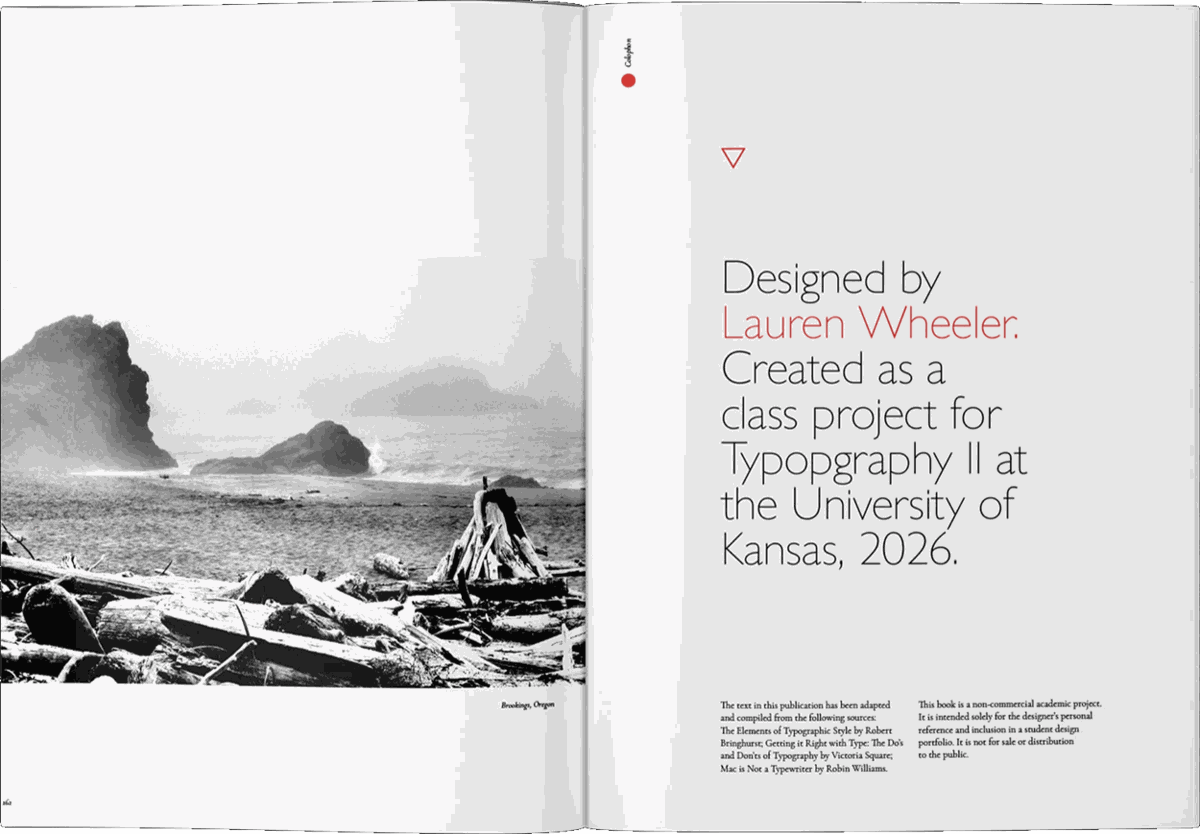 Brookings, Oregon
Colophon
Designed by
Lauren Wheeler.
Created as a
class project for
Typopgraphy II at
the University of
Kansas, 2026.
The text in this publication has been adapted
and compiled from the following sources:
The Elements of Typographic Style by Robert
Bringhurst; Getting it Right with Type: The Do's
and Don'ts of Typography by Victoria Square;
Mac is Not a Typewriter by Robin Williams.
This book is a non-commercial academic project.
It is intended solely for the designer's personal
reference and inclusion in a student design
portfolio. It is not for sale or distribution
to the public.